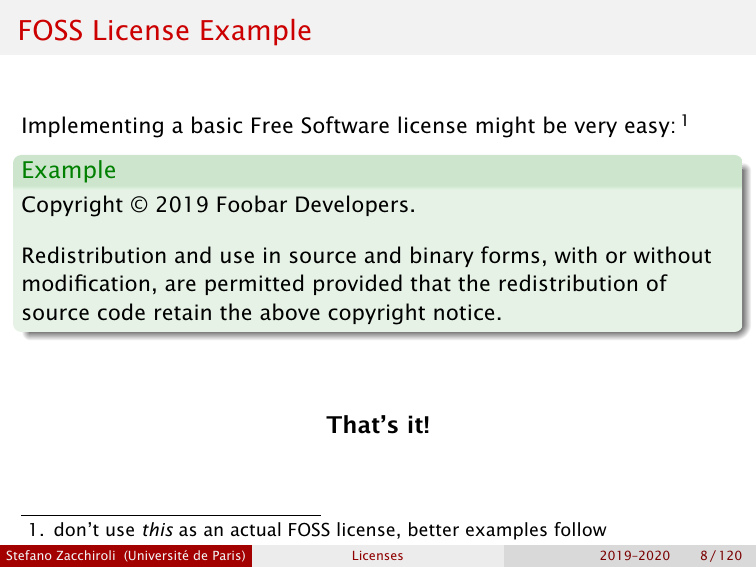 FOSS License Example
Implementing a basic Free Software license might be very easy: 1
Example
Copyright © 2019 Foobar Developers.
Redistribution and use in source and binary forms, with or without
modification, are permitted provided that the redistribution of
source code retain the above copyright notice.
That’s it!
1. don’t use this as an actual FOSS license, better examples follow
Stefano Zacchiroli (Université de Paris) Licenses 2019–2020 8 / 120